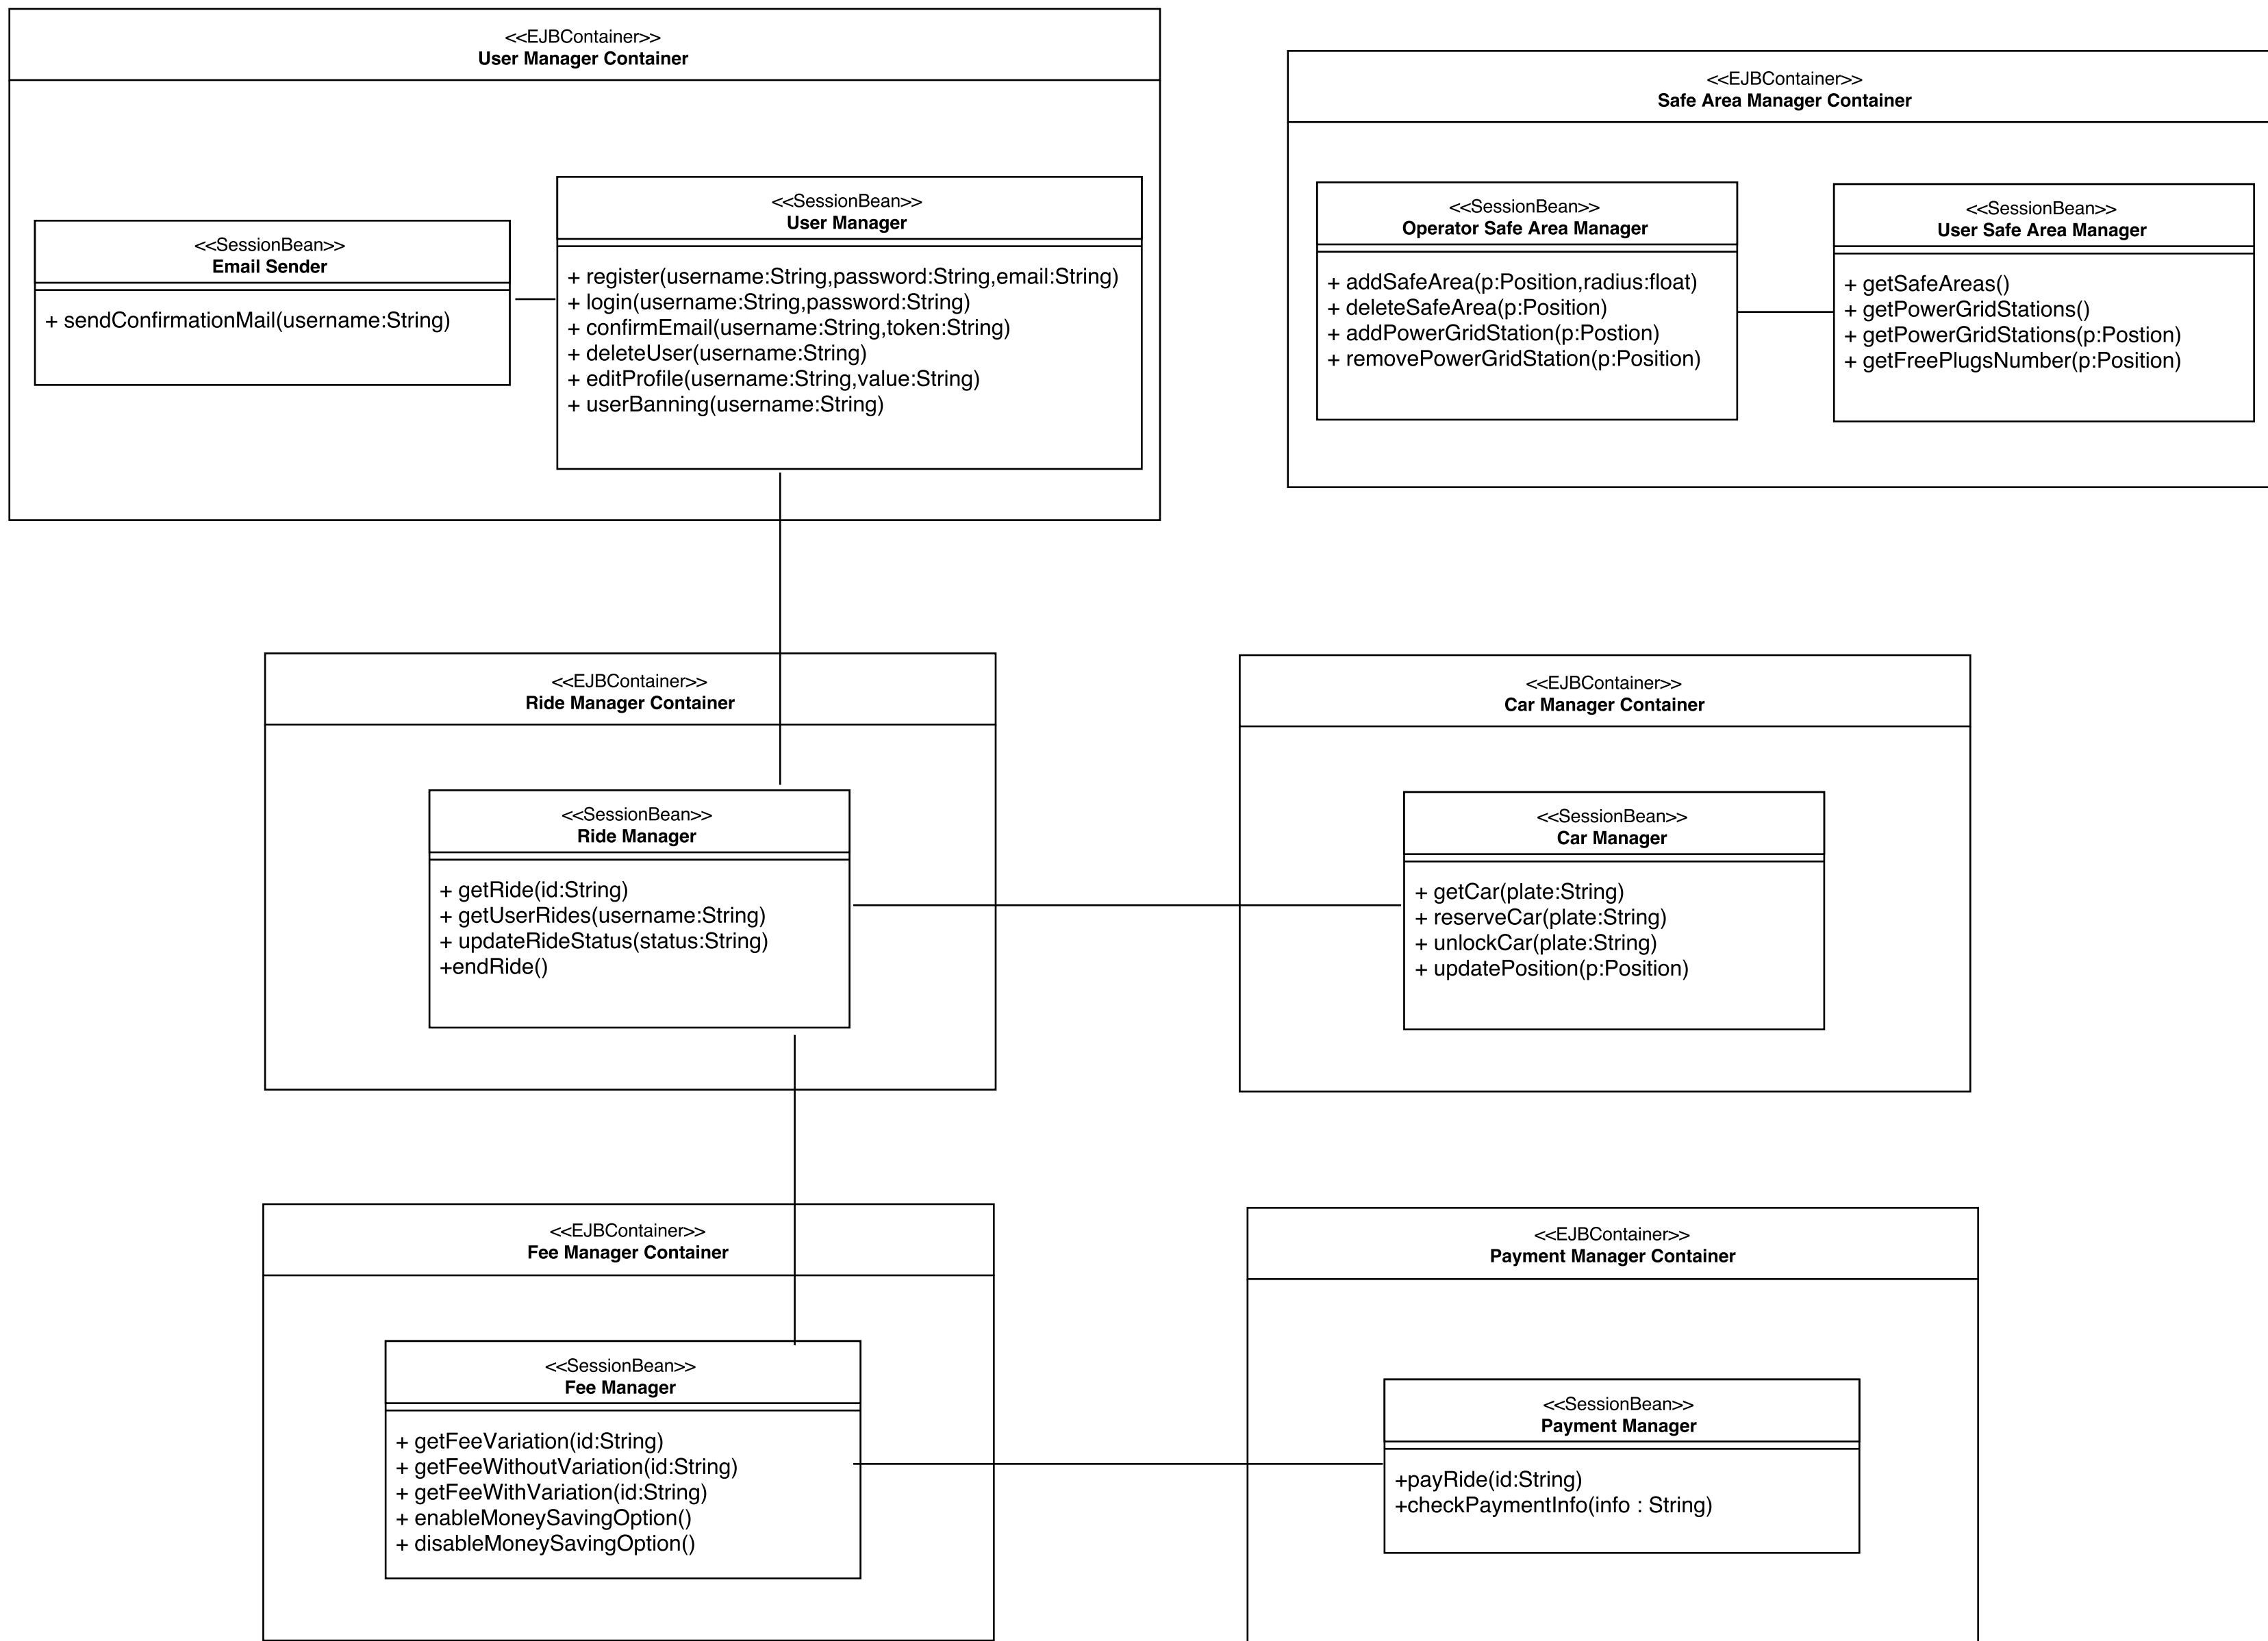 <<EJBContainer>>
User Manager Container
<<SessionBean>>
Email Sender
+ sendConfirmationMail(username:String)
<<SessionBean>>
User Manager
+ register(username:String,password:String,email:String)
+ login(username:String,password:String)
+ confirmEmail(username:String,token:String)
+ deleteUser(username:String)
+ editProfile(username:String,value:String)
+ userBanning(username:String)
<<EJBContainer>>
Safe Area Manager Container
<<SessionBean>>
Operator Safe Area Manager
+ addSafeArea(p:Position,radius:float)
+ deleteSafeArea(p:Position)
+ addPowerGridStation(p:Postion)
+ removePowerGridStation(p:Position)
<<SessionBean>>
User Safe Area Manager
+ getSafeAreas()
+ getPowerGridStations()
+ getPowerGridStations(p:Postion)
+ getFreePlugsNumber(p:Position)
<<EJBContainer>>
Ride Manager Container
<<SessionBean>>
Ride Manager
+ getRide(id:String)
+ getUserRides(username:String)
+ updateRideStatus(status:String)
+endRide()
<<EJBContainer>>
Car Manager Container
<<SessionBean>>
Car Manager
+ getCar(plate:String)
+ reserveCar(plate:String)
+ unlockCar(plate:String)
+ updatePosition(p:Position)
<<EJBContainer>>
Fee Manager Container
<<SessionBean>>
Fee Manager
+ getFeeVariation(id:String)
+ getFeeWithoutVariation(id:String)
+ getFeeWithVariation(id:String)
+ enableMoneySavingOption()
+ disableMoneySavingOption()
<<EJBContainer>>
Payment Manager Container
<<SessionBean>>
Payment Manager
+payRide(id:String)
+checkPaymentInfo(info : String)